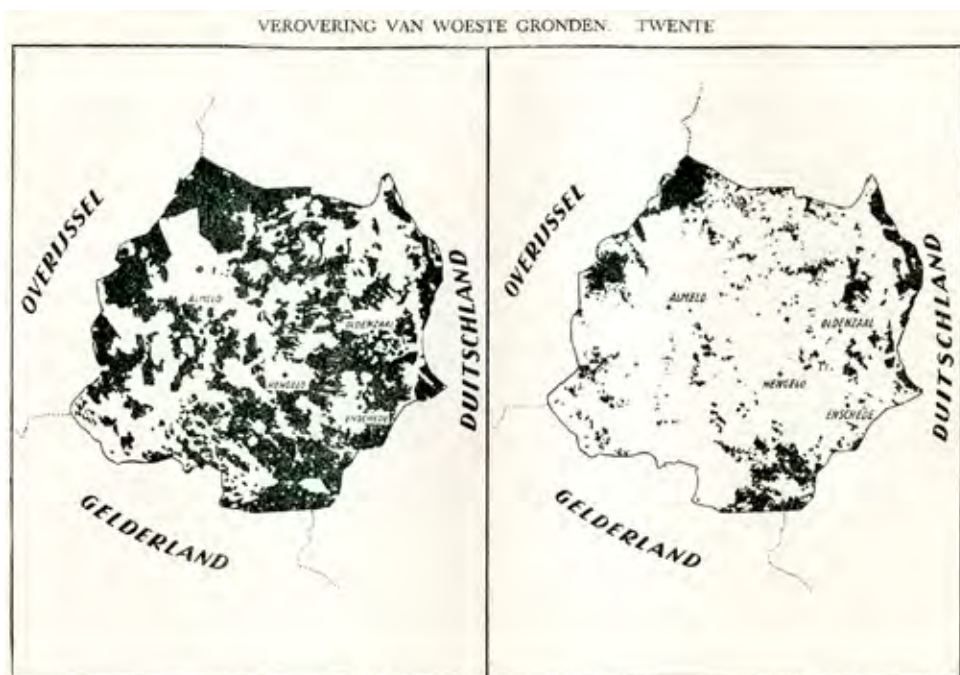 VEROVERING VAN WOESTE GRONDEN. TWENTE
OVERIJSSEL
ALMELO
OLDENZAAL
HENGELO
ENSCHEDE
DUITSCHLAND
GELDERLAND
OVERIJSSEL
ALMELO
OLDENZAAL
HENGELO
ENSCHEDE
DUITSCHLAND
GELDERLAND